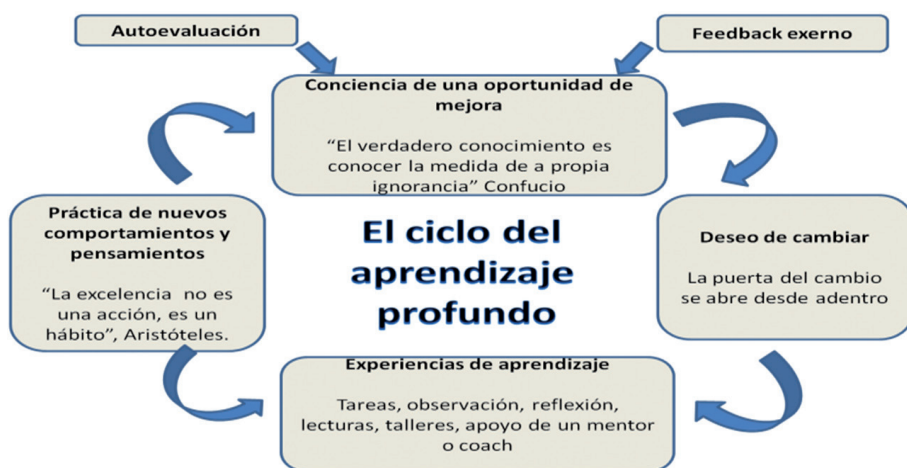 Autoevaluación
Feedback exerno
Conciencia de una oportunidad de
mejora
“El verdadero conocimiento es
conocer la medida de a propia
ignorancia” Confucio
Práctica de nuevos
comportamientos y
pensamientos
“La excelencia no es
una acción, es un
hábito”, Aristóteles.
El ciclo del
aprendizaje
profundo
Deseo de cambiar
La puerta del cambio
se abre desde adentro
Experiencias de aprendizaje
Tareas, observación, reflexión,
lecturas, talleres, apoyo de un mentor
o coach